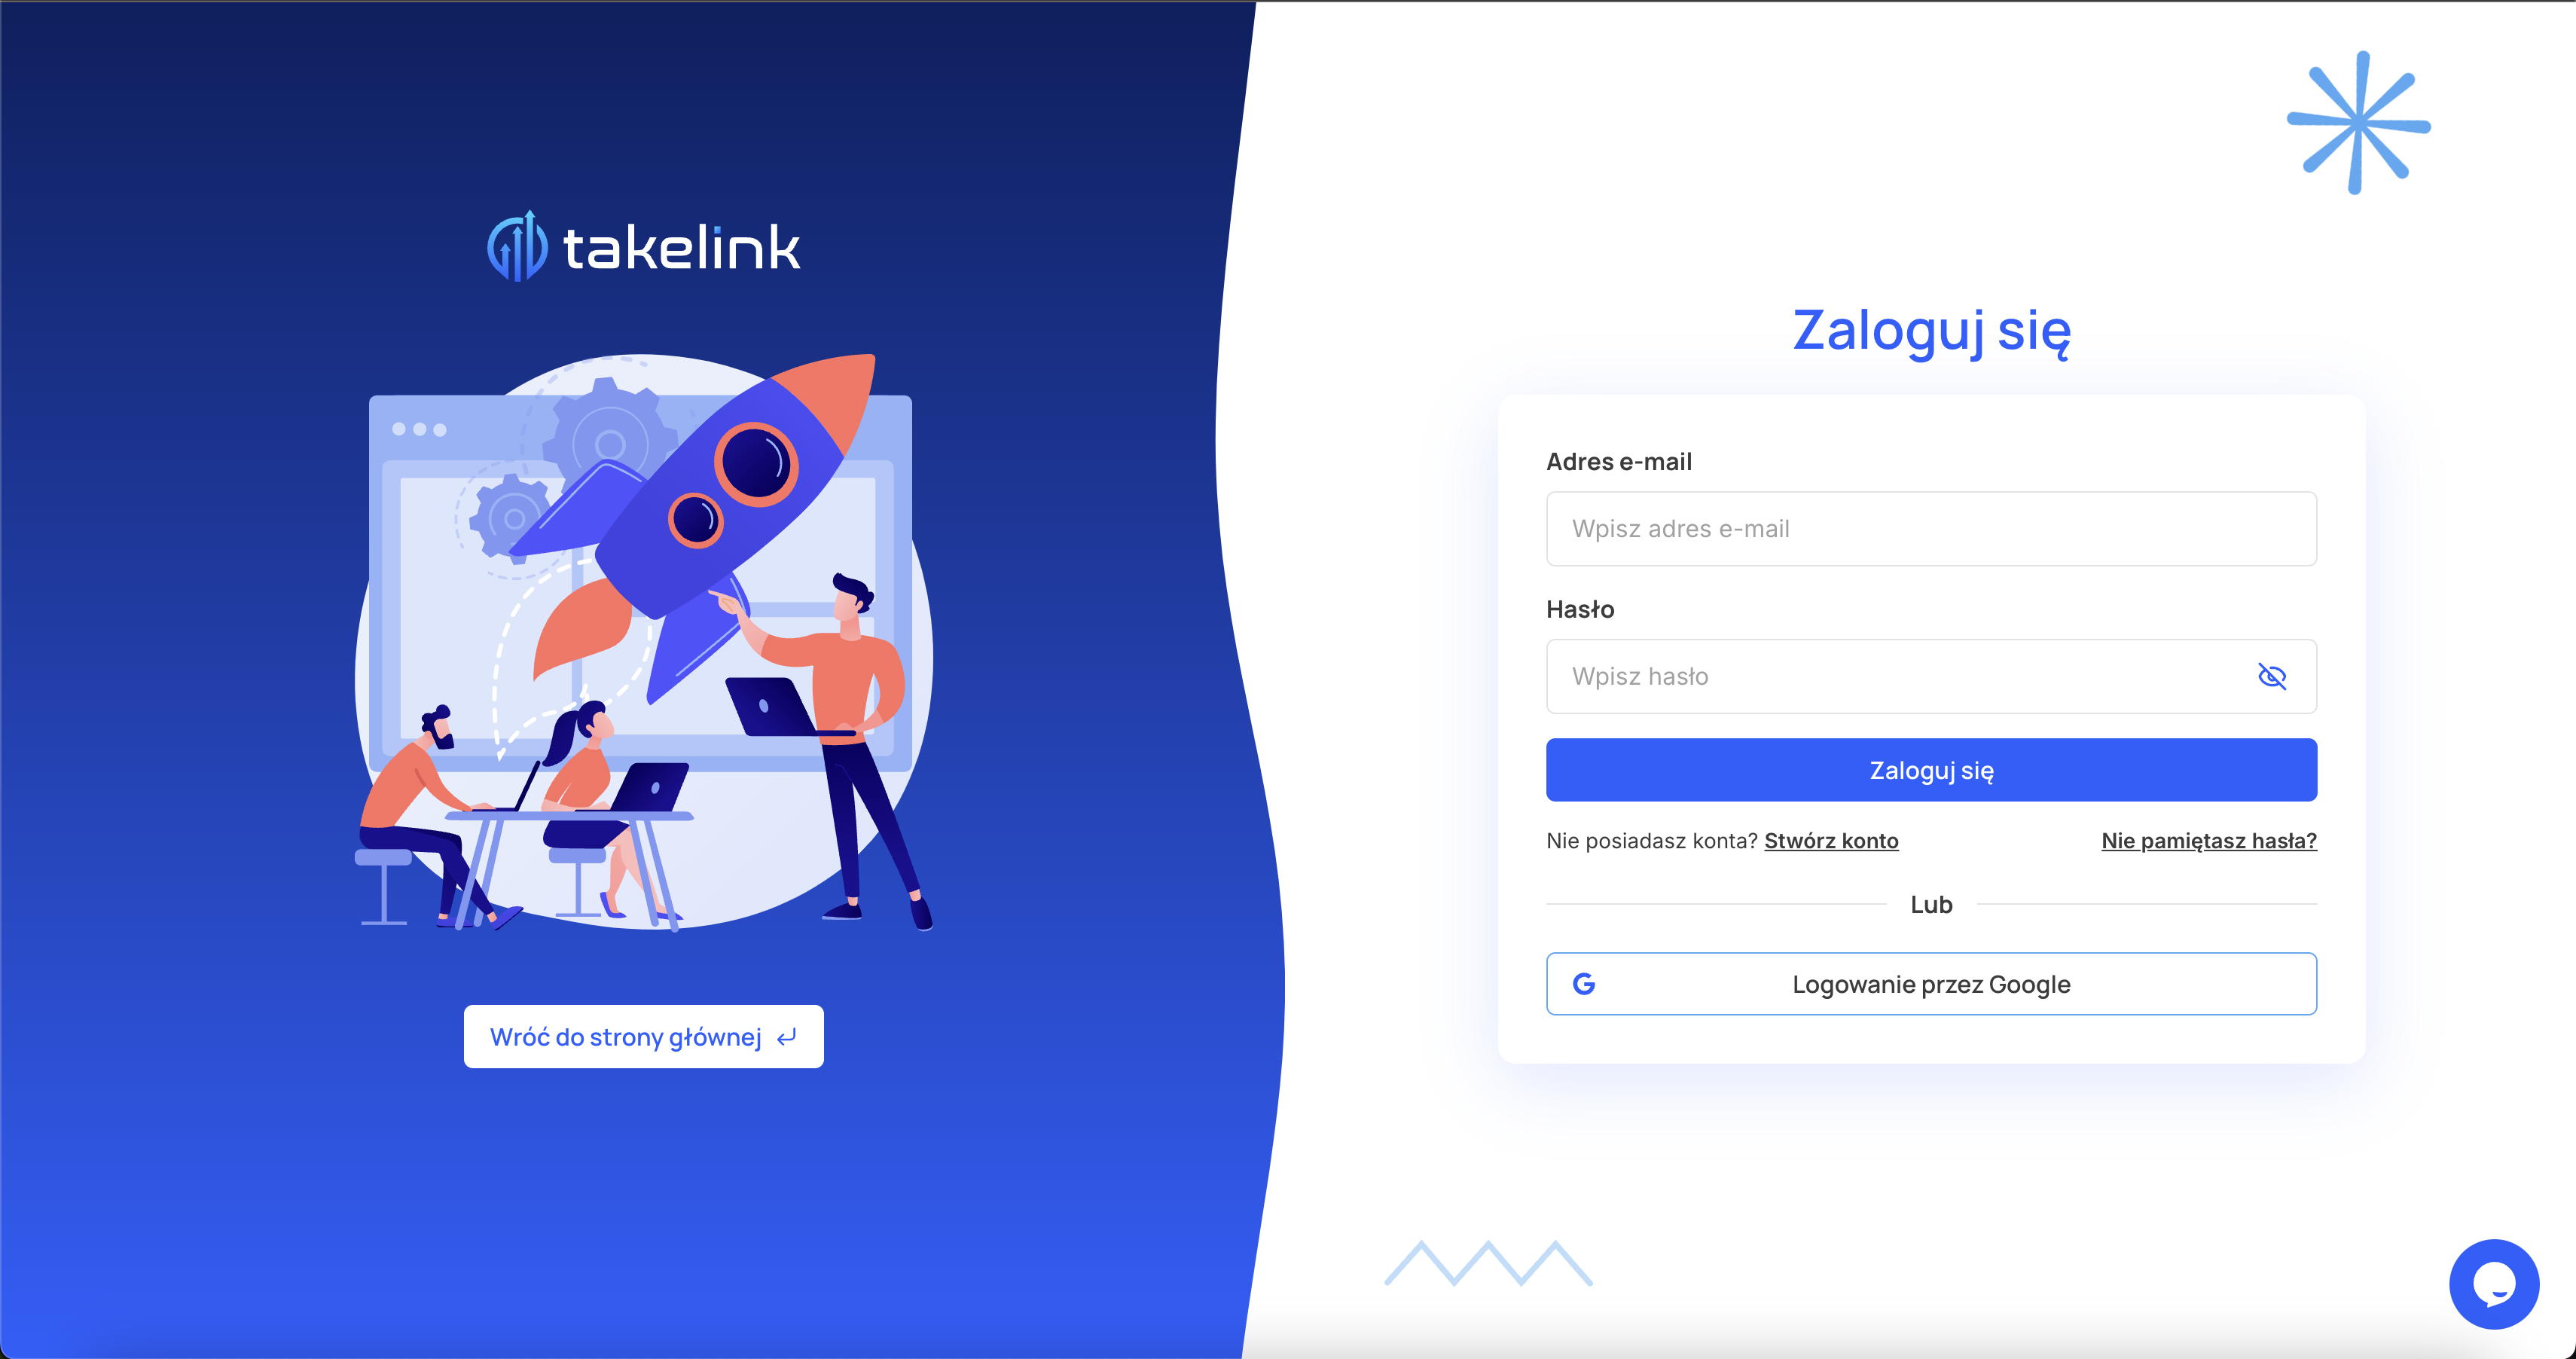 takelink
Wróć do strony głównej
Zaloguj się
Adres e-mail
Wpisz adres e-mail
Hasło
Wpisz hasło
Zaloguj się
Nie posiadasz konta? Stwórz konto
Nie pamiętasz hasła?
Lub
Logowanie przez Google